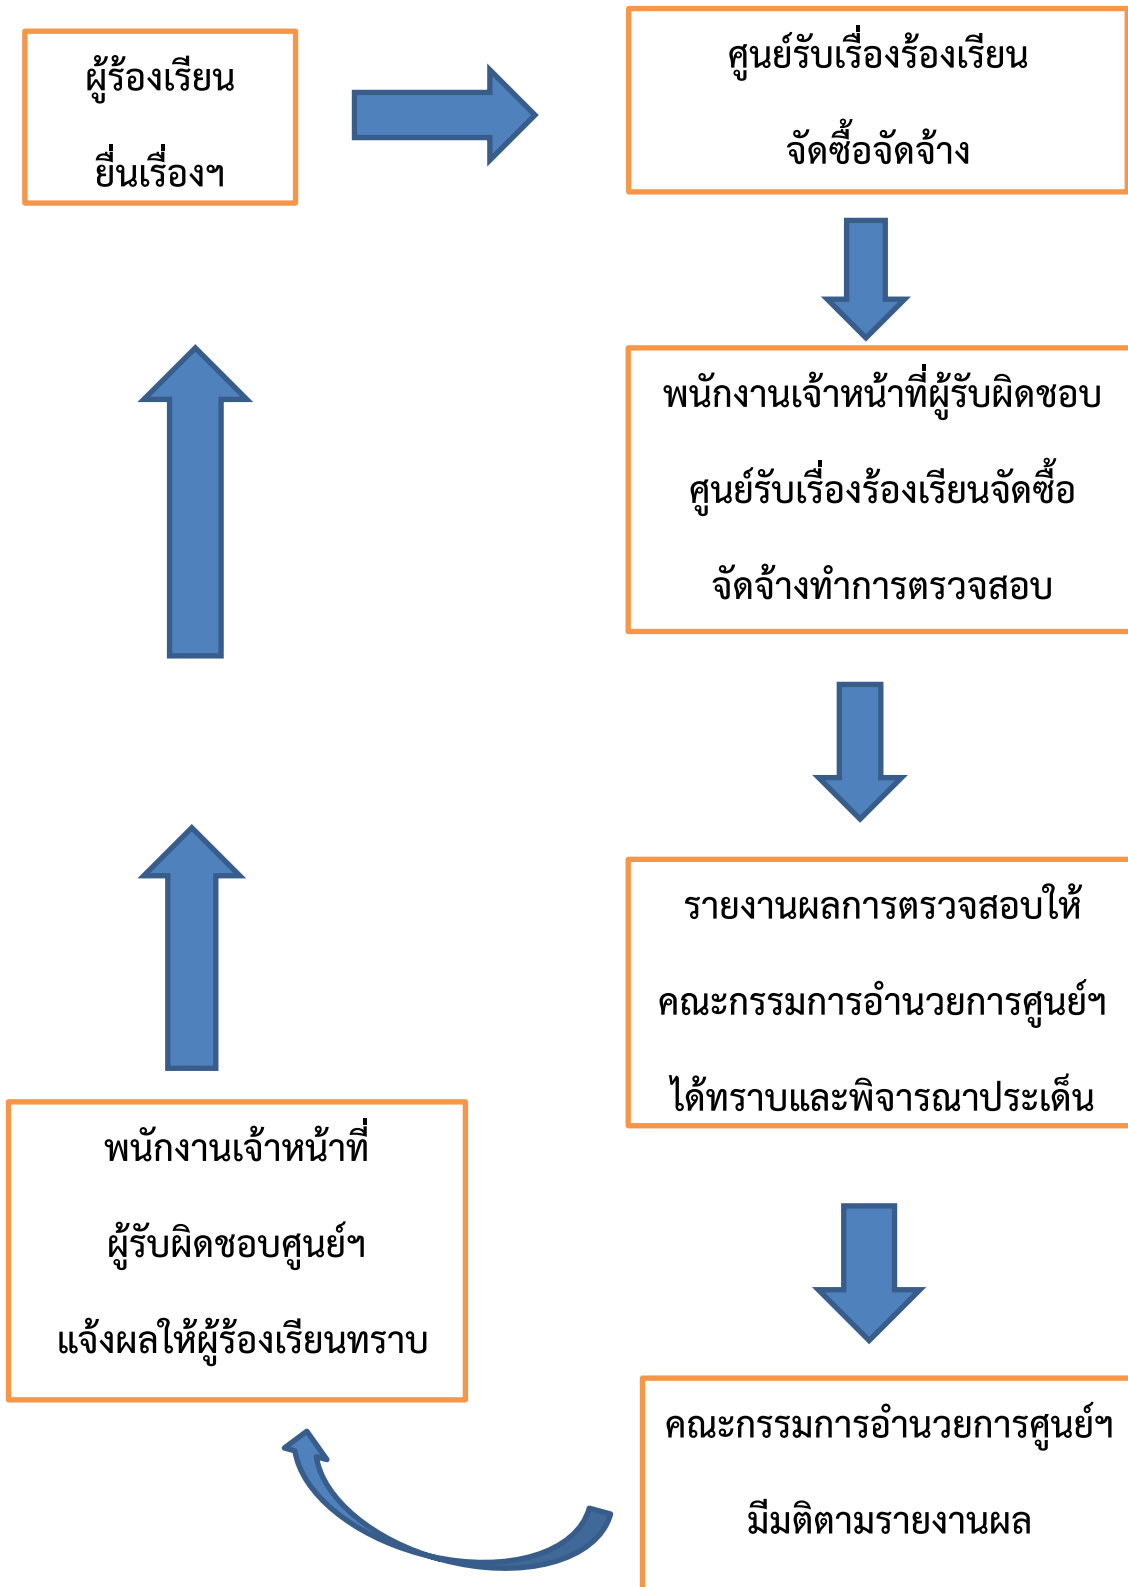 ผู้ร้องเรียน
ยื่นเรื่องฯ
ศูนย์รับเรื่องร้องเรียน
จัดซื้อจัดจ้าง
พนักงานเจ้าหน้าที่ผู้รับผิดชอบ
ศูนย์รับเรื่องร้องเรียนจัดซื้อ
จัดจ้างทำการตรวจสอบ
รายงานผลการตรวจสอบให้
คณะกรรมการอำนวยการศูนย์ฯ
ได้ทราบและพิจารณาประเด็น
คณะกรรมการอำนวยการศูนย์ฯ
มีมติตามรายงานผล
พนักงานเจ้าหน้าที่
ผู้รับผิดชอบศูนย์ฯ
แจ้งผลให้ผู้ร้องเรียนทราบ